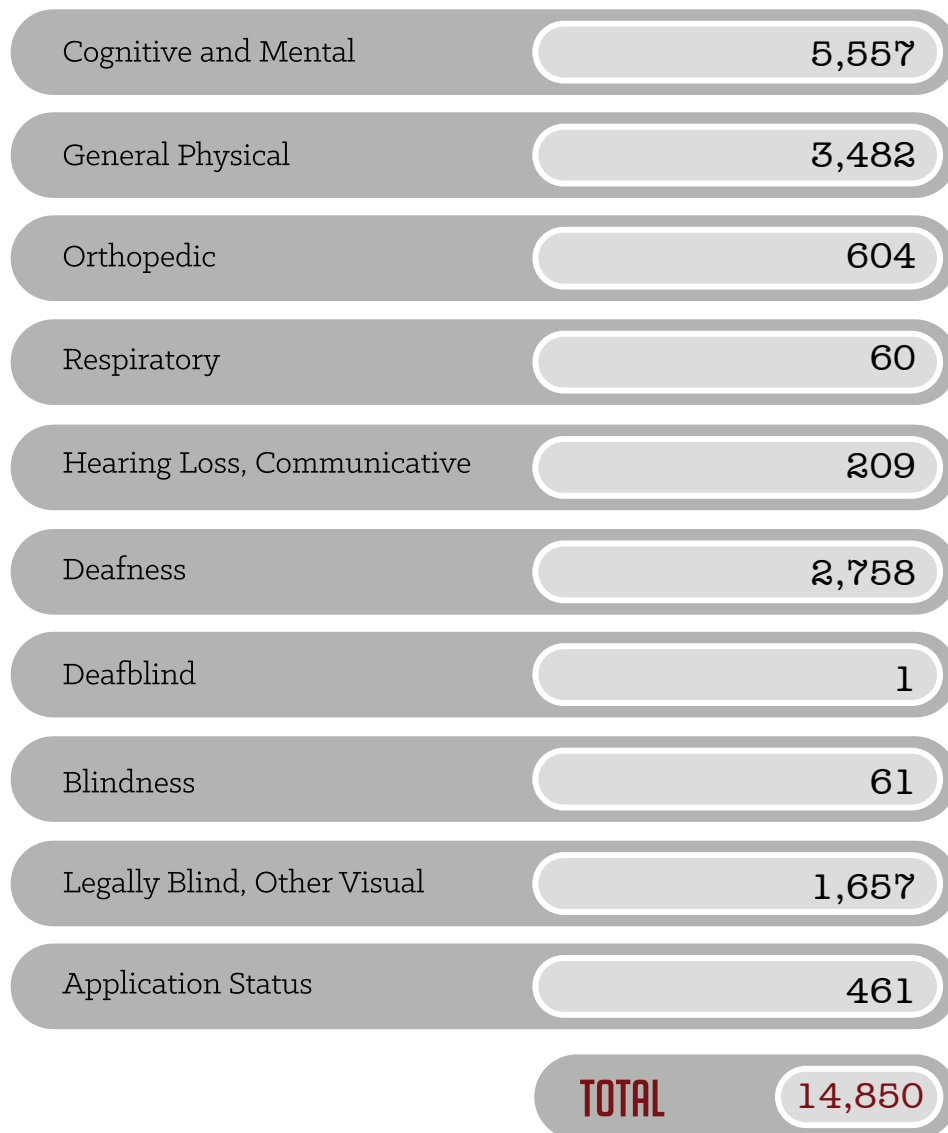 Cognitive and Mental 5,557
General Physical 3,482
Orthopedic 604
Respiratory 60
Hearing Loss, Communicative 209
Deafness 2,758
Deafblind 1
Blindness 61
Legally Blind, Other Visual 1,657
Application Status 461
TOTAL 14,850